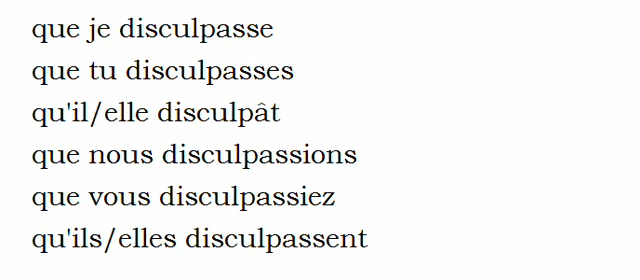 que je disculpasse
que tu disculpasses
qu'il/elle disculpât
que nous disculpassions
que vous disculpassiez
qu'ils/elles disculpassent